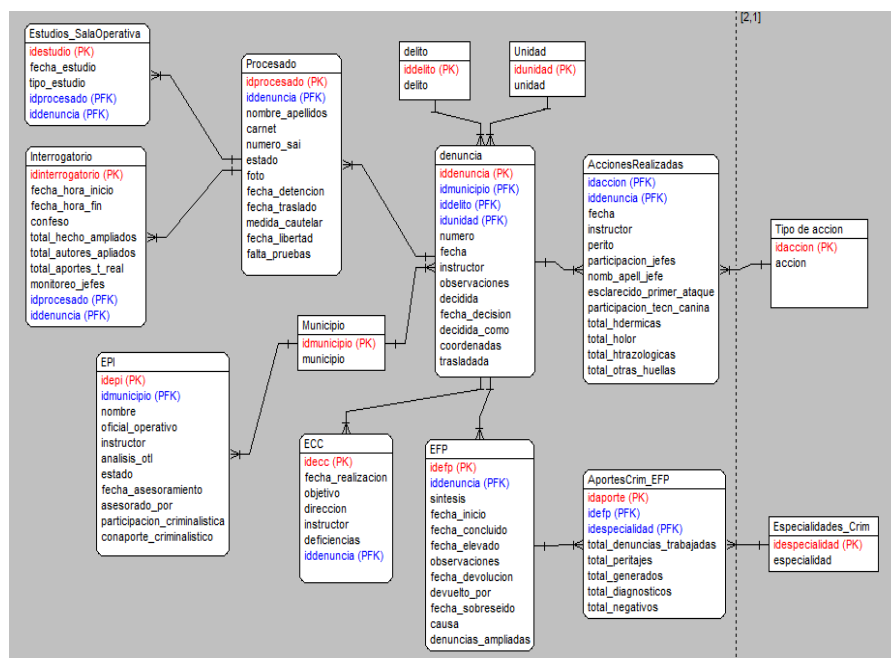 [2,1]
Estudios_SalaOperativa
idestudio (PK)
fecha_estudio
tipo_estudio
idprocesado (PFK)
iddenuncia (PFK)
Procesado
idprocesado (PK)
iddenuncia (PFK)
nombre_apellidos
carnet
numero_sai
estado
foto
fecha_detencion
fecha_traslado
medida_cautelar
fecha_libertad
falta_pruebas
delito
iddelito (PK)
delito
Unidad
idunidad (PK)
unidad
Interrogatorio
idinterrogatorio (PK)
fecha_hora_inicio
fecha_hora_fin
confeso
total_hecho_ampliados
total_autores_apliados
total_aportes_t_real
monitoreo_jefes
idprocesado (PFK)
iddenuncia (PFK)
denuncia
iddenuncia (PK)
idmunicipio (PFK)
iddelito (PFK)
idunidad (PFK)
numero
fecha
instructor
observaciones
decidida
fecha_decision
decidida_como
coordenadas
trasladada
AccionesRealizadas
idaccion (PFK)
iddenuncia (PFK)
fecha
instructor
perito
participacion_jefes
nomb_apell_jefe
esclarecido_primer_ataque
participacion_tecn_canina
total_hdermicas
total_holor
total_htrazologicas
total_otras_huellas
Tipo de accion
idaccion (PK)
accion
Municipio
idmunicipio (PK)
municipio
EPI
idepi (PK)
idmunicipio (PFK)
nombre
oficial_operativo
instructor
analisis_otl
estado
fecha_asesoramiento
asesorado_por
participacion_criminalistica
conaporte_criminalistico
ECC
idecc (PK)
fecha_realizacion
objetivo
direccion
instructor
deficiencias
iddenuncia (PFK)
EFP
idefp (PK)
iddenuncia (PFK)
sintesis
fecha_inicio
fecha_concluido
fecha_elevado
observaciones
fecha_devolucion
devuelto_por
fecha_sobreseido
causa
denuncias_ampliadas
AportesCrim_EFP
idaporte (PK)
idefp (PFK)
idespecialidad (PFK)
total_denuncias_trabajadas
total_peritajes
total_generados
total_diagnosticos
total_negativos
Especialidades_Crim
idespecialidad (PK)
especialidad